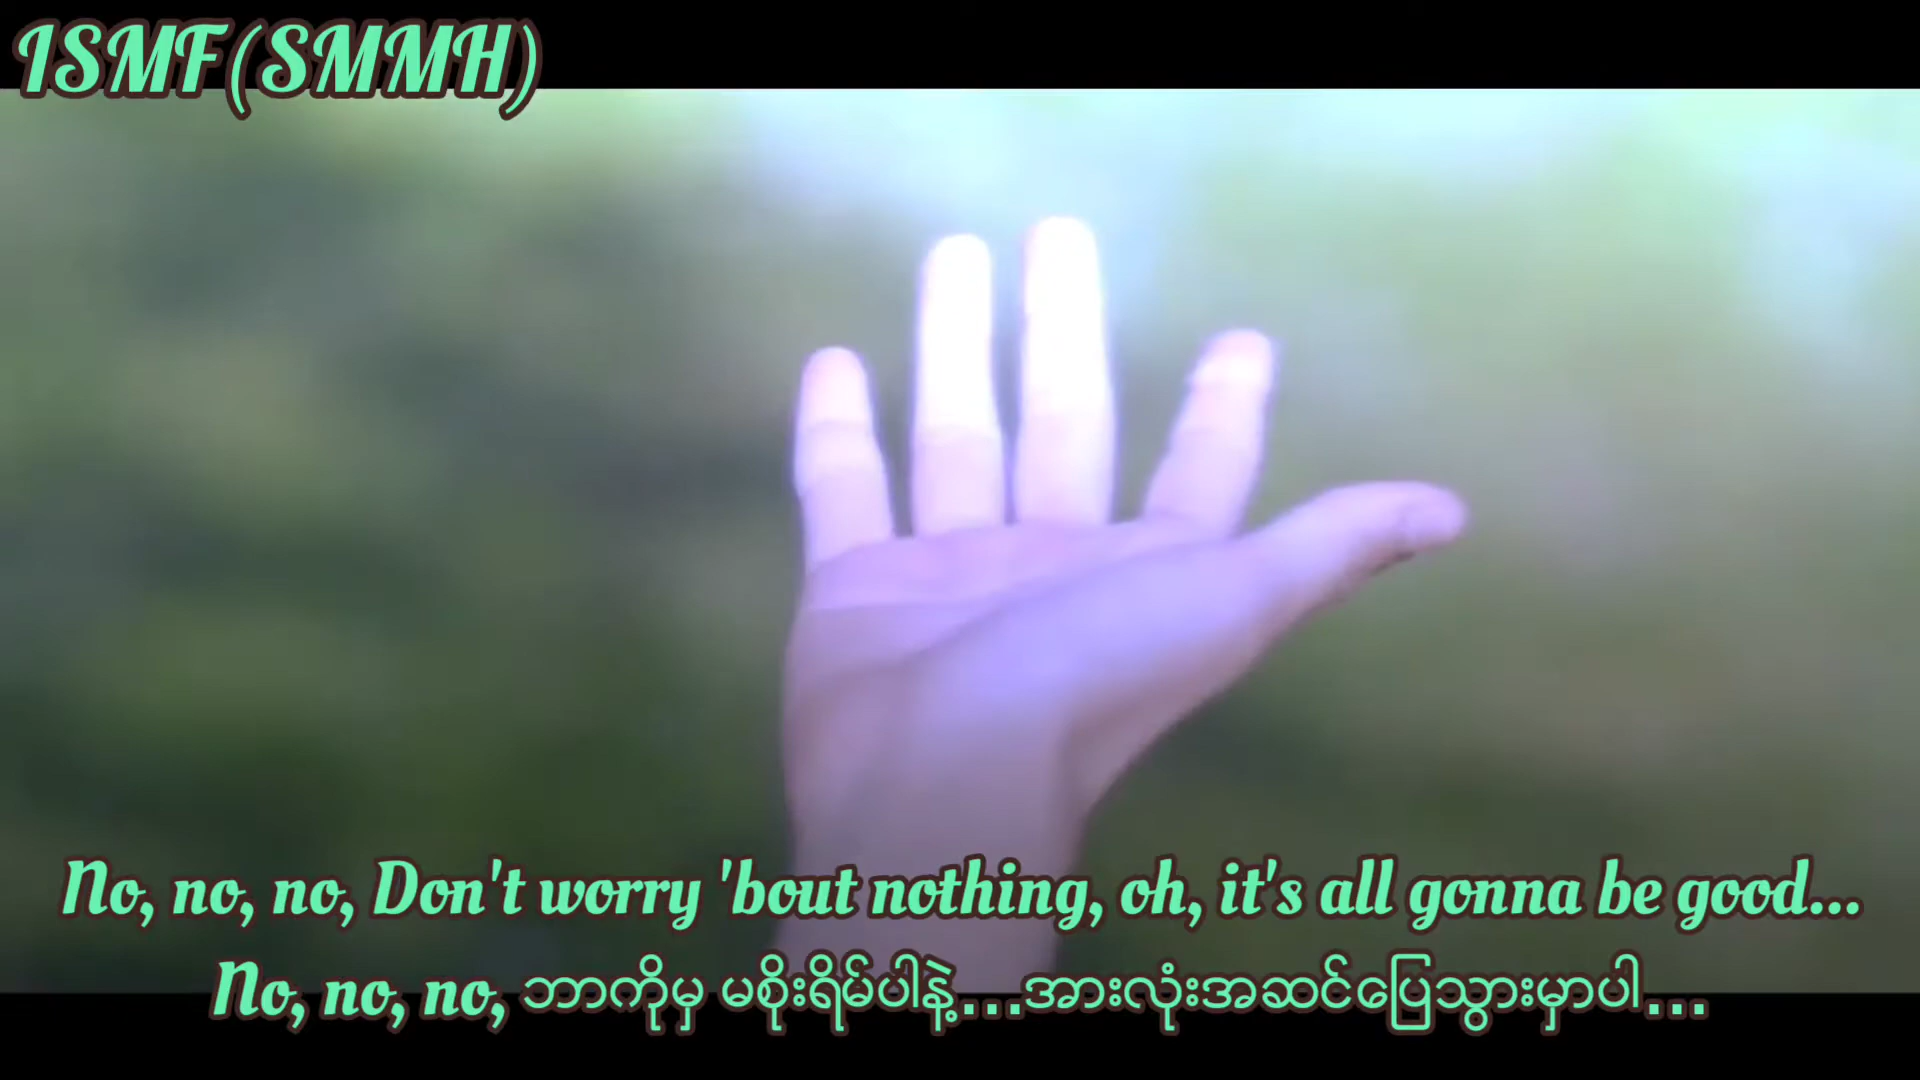 ISMF(SMMH)
No, no, no, Don't worry 'bout nothing, oh, it's all gonna be good...
No, no, no, ဘာကိုမှ မစိုးရိမ်ပါနဲ့...အားလုံးအဆင်ပြေသွားမှာပါ...